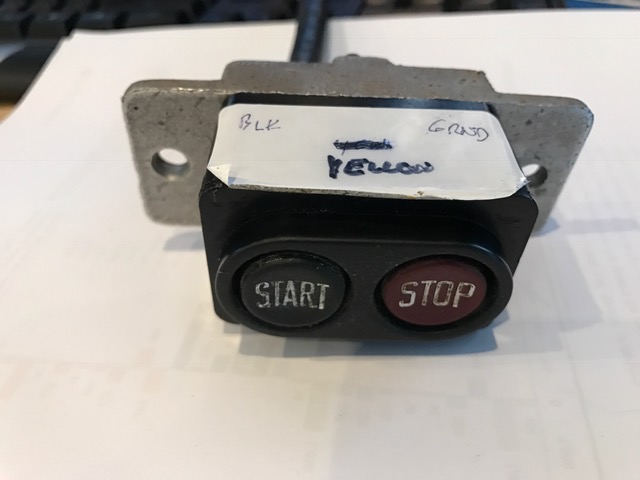 BLK GRND
YELLOW
START STOP